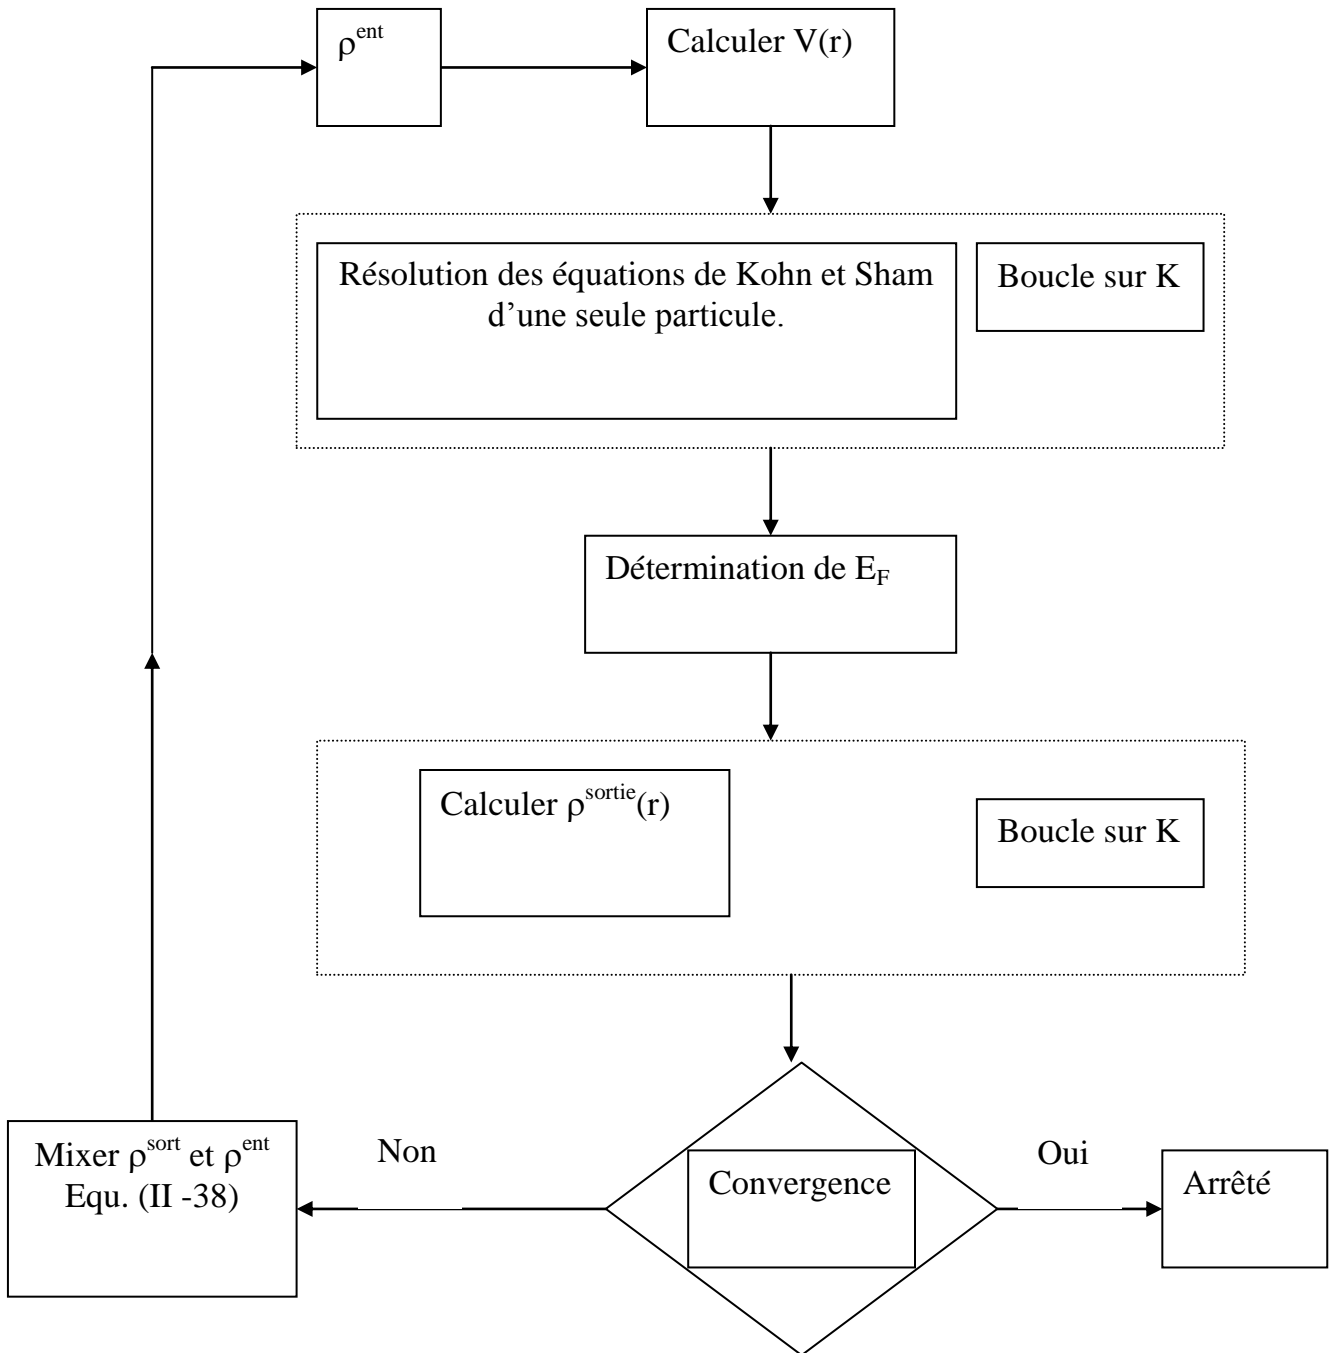 ρ^ent
Calculer V(r)
Résolution des équations de Kohn et Sham
d’une seule particule.
Boucle sur K
Détermination de E_F
Calculer ρ^sortie(r)
Boucle sur K
Mixer ρ^sort et ρ^ent
Equ. (II -38)
Non
Convergence
Oui
Arrêté